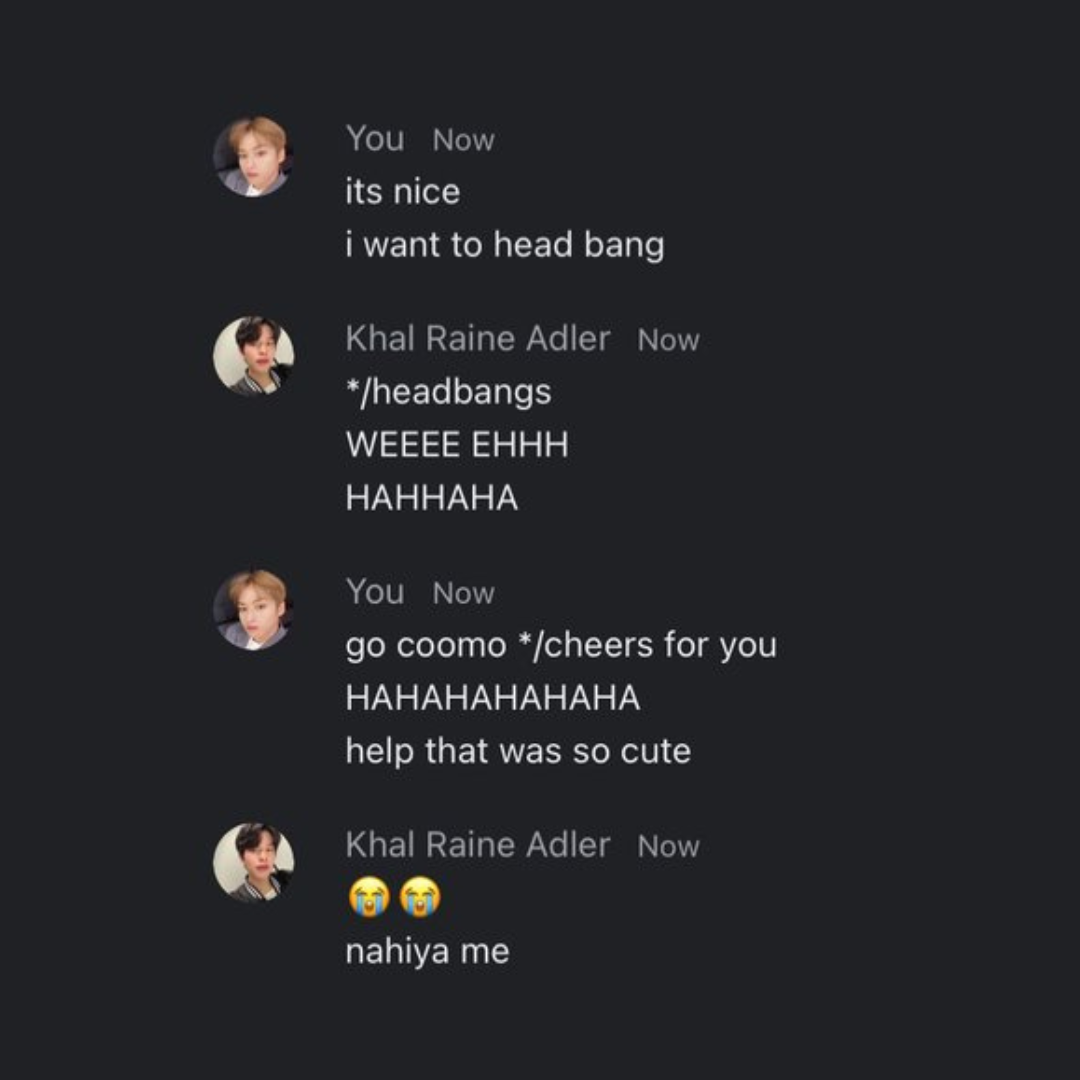 You Now
its nice
i want to head bang
Khal Raine Adler Now
*/headbangs
WEEEE EHHH
HAHHAHA
You Now
go coomo */cheers for you
HAHAHAHAHAHA
help that was so cute
Khal Raine Adler Now
😭😭
nahiya me